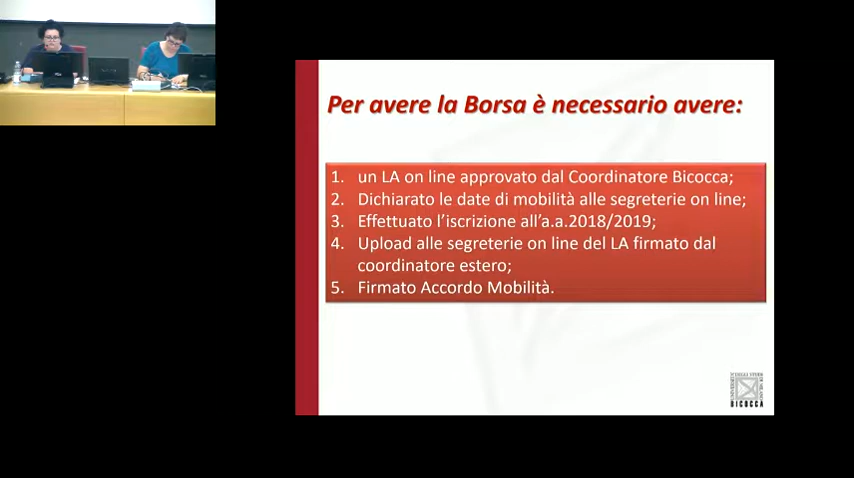 Per avere la Borsa è necessario avere:
1. un LA on line approvato dal Coordinatore Bicocca;
2. Dichiarato le date di mobilità alle segreterie on line;
3. Effettuato l'iscrizione all'a.a.2018/2019;
4. Upload alle segreterie on line del LA firmato dal
coordinatore estero;
5. Firmato Accordo Mobilità.
BICOCCA